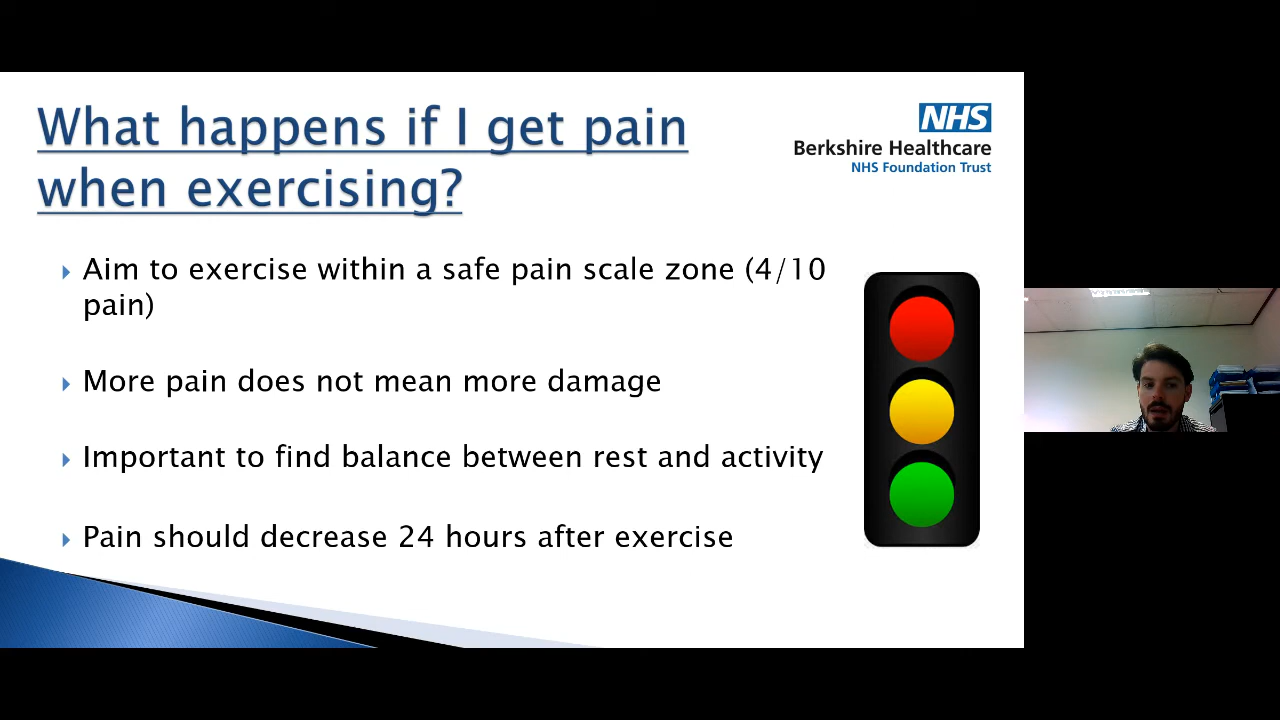 What happens if I get pain
when exercising?
NHS
Berkshire Healthcare
NHS Foundation Trust
Aim to exercise within a safe pain scale zone (4/10
pain)
More pain does not mean more damage
Important to find balance between rest and activity
Pain should decrease 24 hours after exercise